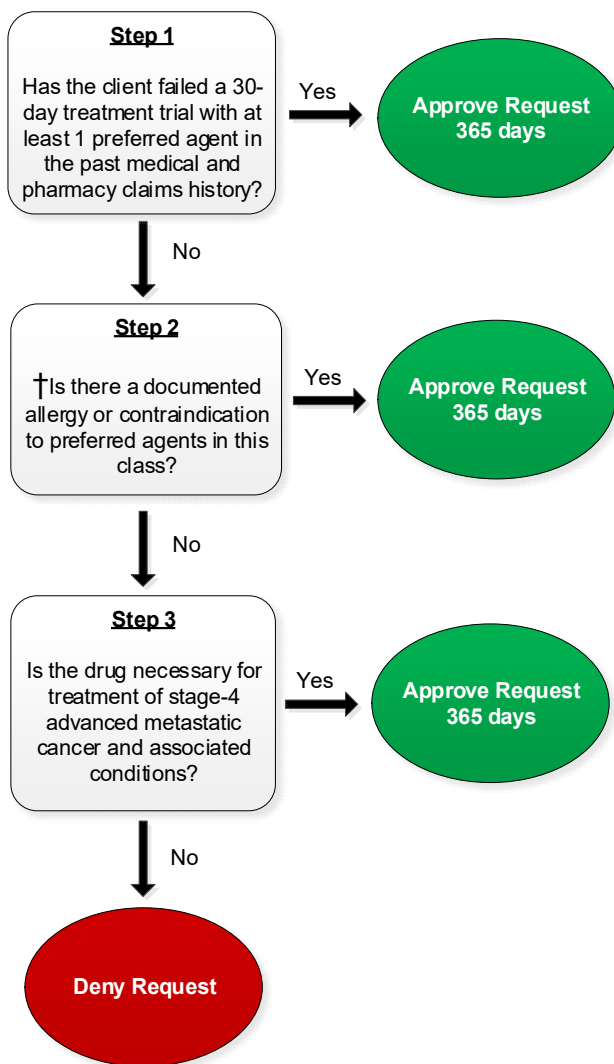 Step 1
Has the client failed a 30-
day treatment trial with at
least 1 preferred agent in
the past medical and
pharmacy claims history?
Yes
Approve Request
365 days
No
Step 2
†Is there a documented
allergy or contraindication
to preferred agents in this
class?
Yes
Approve Request
365 days
No
Step 3
Is the drug necessary for
treatment of stage-4
advanced metastatic
cancer and associated
conditions?
Yes
Approve Request
365 days
No
Deny Request